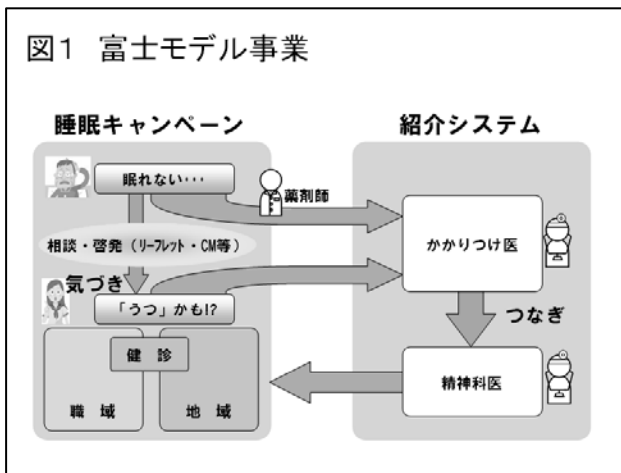 図1 富士モデル事業
睡眠キャンペーン
紹介システム
眠れない・・・
薬剤師
相談・啓発（リーフレット・CM等）
かかりつけ医
気づき
「うつ」かも!?
つなぎ
健診
職域
地域
精神科医